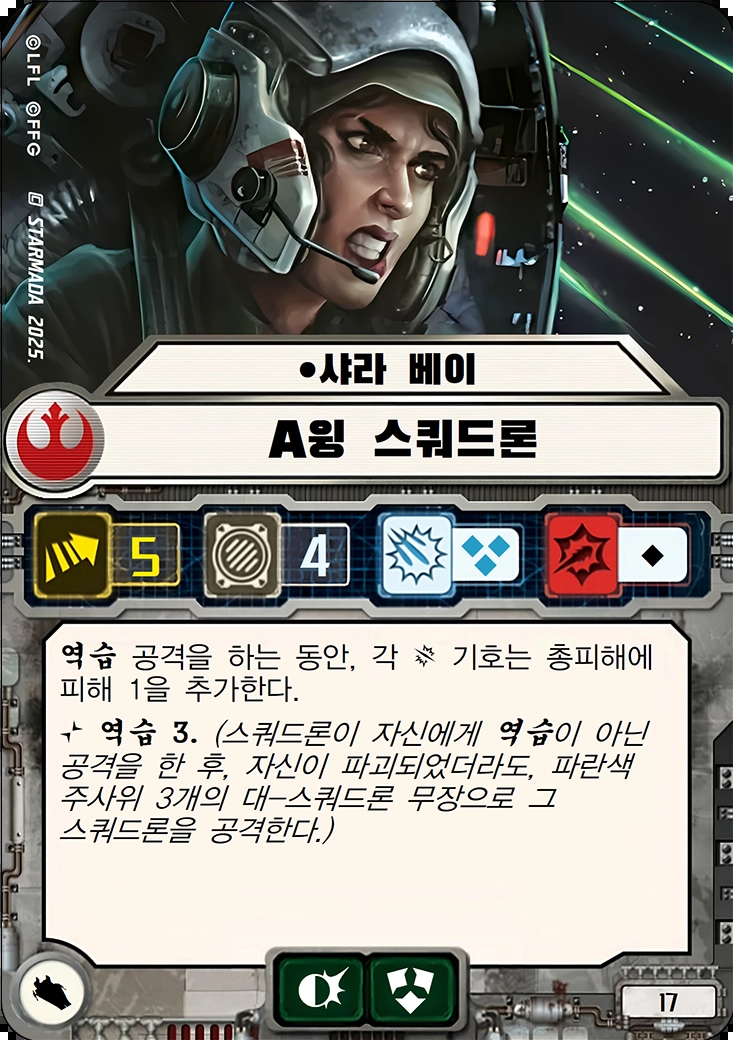 ©LFL ©FFG STARMADA 2025.
•샤라 베이
A윙 스쿼드론
5 4
역습 공격을 하는 동안, 각 기호는 총피해에
피해 1을 추가한다.
역습 3. (스쿼드론이 자신에게 역습이 아닌
공격을 한 후, 자신이 파괴되었더라도, 파란색
주사위 3개의 대-스쿼드론 무장으로 그
스쿼드론을 공격한다.)
17